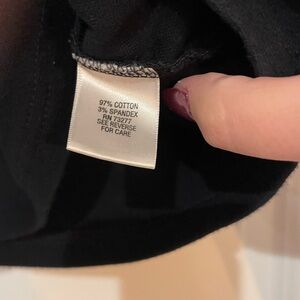 97% COTTON
3% SPANDEX
RN 73277
SEE REVERSE
FOR CARE